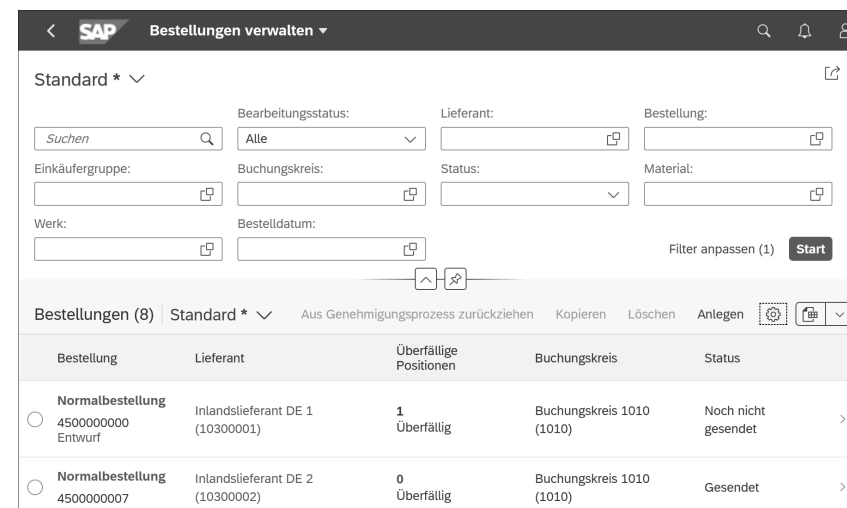 SAP Bestellungen verwalten
Standard *
Bearbeitungsstatus: Lieferant: Bestellung:
Suchen Alle
Einkäufergruppe: Buchungskreis: Status: Material:
Werk: Bestelldatum:
Filter anpassen (1) Start
Bestellungen (8) Standard * Aus Genehmigungsprozess zurückziehen Kopieren Löschen Anlegen
Bestellung Lieferant Überfällige Positionen Buchungskreis Status
Normalbestellung
4500000000
Entwurf
Inlandslieferant DE 1
(10300001)
1
Überfällig
Buchungskreis 1010
(1010)
Noch nicht
gesendet
Normalbestellung
4500000007
Inlandslieferant DE 2
(10300002)
0
Überfällig
Buchungskreis 1010
(1010)
Gesendet